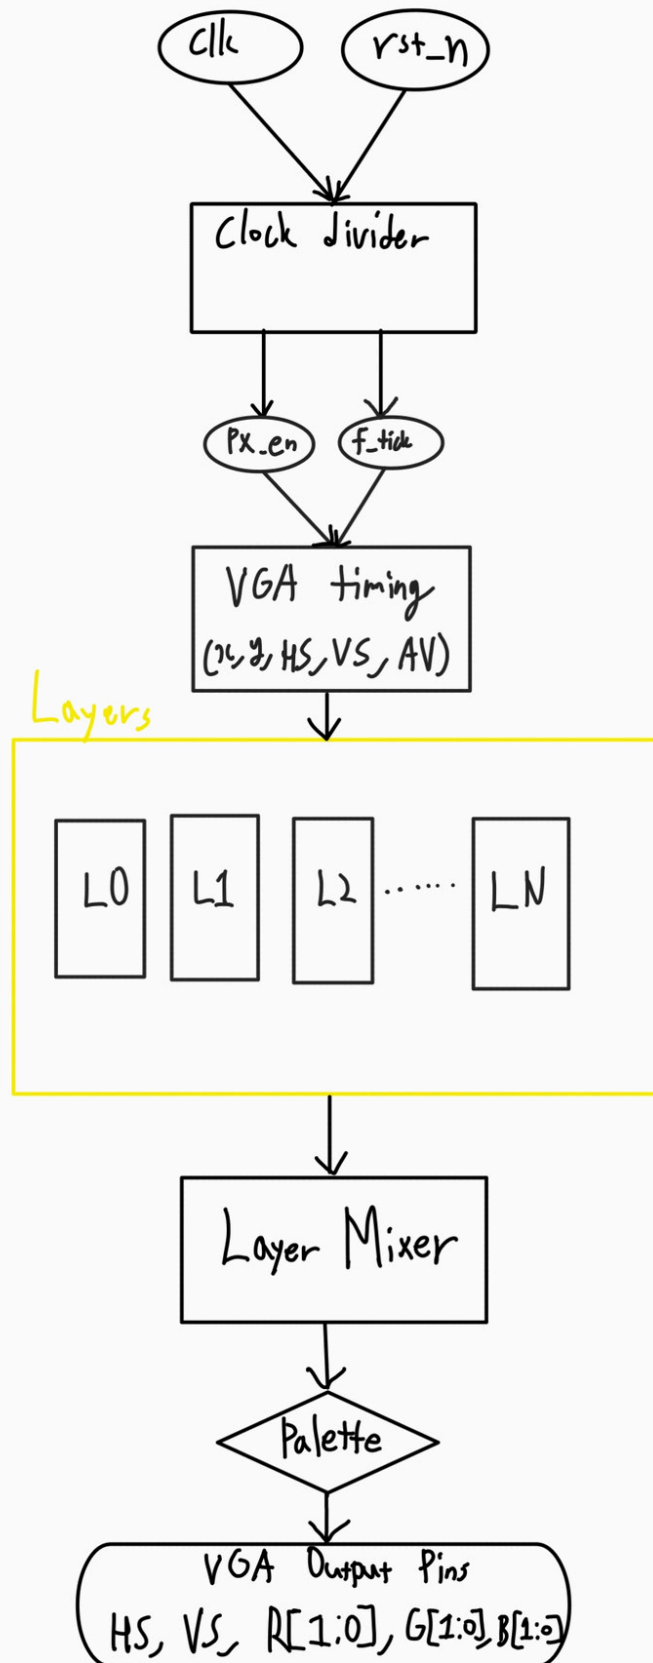 clk
rst_n
Clock divider
Px_en
f_tick
VGA timing
(x, y, HS, VS, AV)
Layers
L0
L1
L2
......
LN
Layer Mixer
Palette
VGA Output Pins
HS, VS, R[1:0], G[1:0], B[1:0]